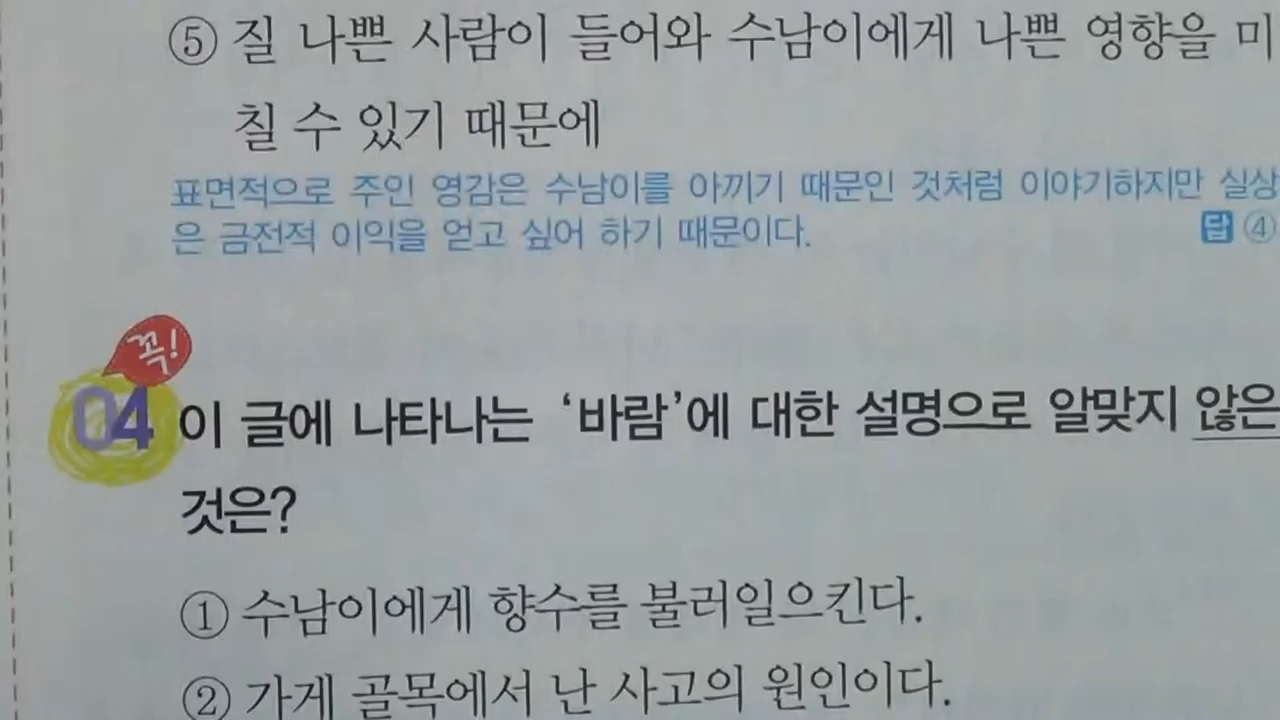 ⑤ 질 나쁜 사람이 들어와 수남이에게 나쁜 영향을 미
칠 수 있기 때문에
표면적으로 주인 영감은 수남이를 아끼기 때문인 것처럼 이야기하지만 실상
은 금전적 이익을 얻고 싶어 하기 때문이다.
답 ④
꼭!
04 이 글에 나타나는 ‘바람’에 대한 설명으로 알맞지 않은
것은?
① 수남이에게 향수를 불러일으킨다.
② 가게 골목에서 난 사고의 원인이다.